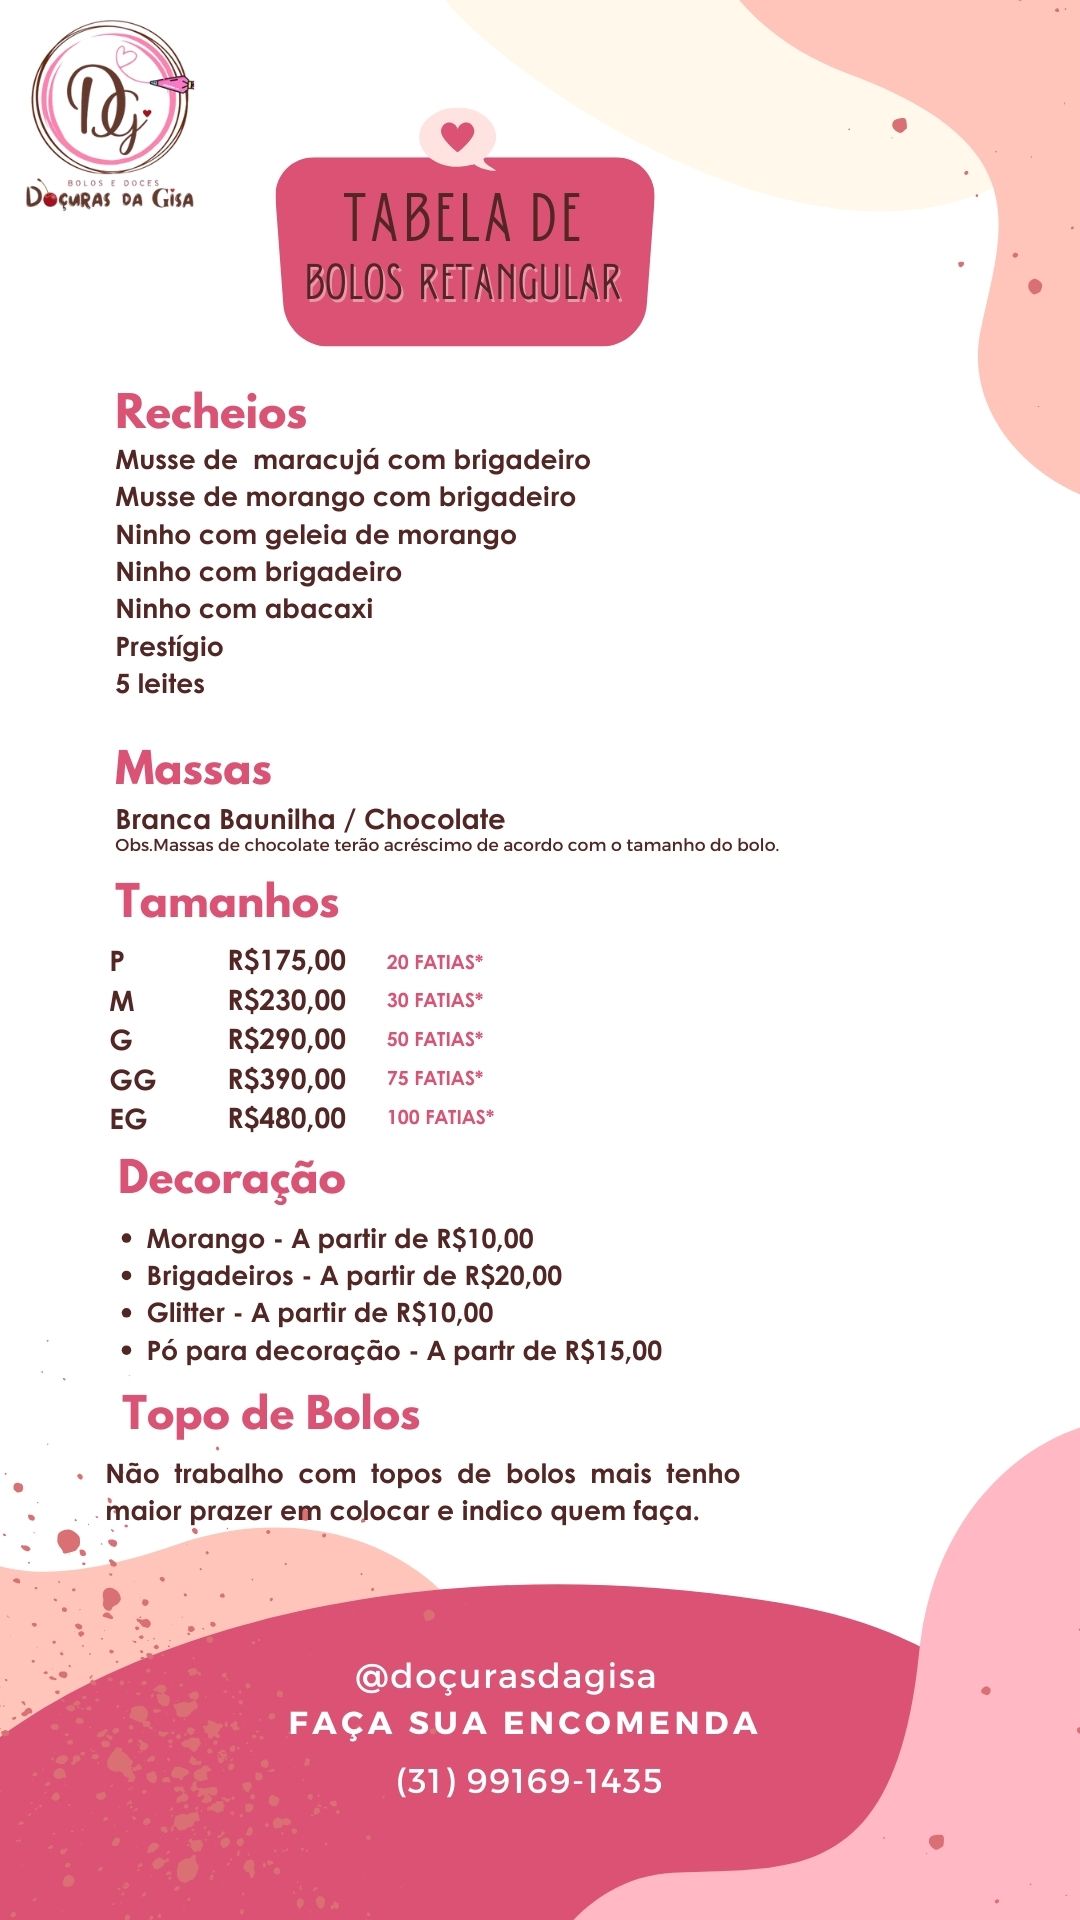 DG
BOLOS E DOCES
DOÇURAS DA GISA
TABELA DE
BOLOS RETANGULAR
Recheios
Musse de maracujá com brigadeiro
Musse de morango com brigadeiro
Ninho com geleia de morango
Ninho com brigadeiro
Ninho com abacaxi
Prestígio
5 leites
Massas
Branca Baunilha / Chocolate
Obs.Massas de chocolate terão acréscimo de acordo com o tamanho do bolo.
Tamanhos
P R$175,00 20 FATIAS*
M R$230,00 30 FATIAS*
G R$290,00 50 FATIAS*
GG R$390,00 75 FATIAS*
EG R$480,00 100 FATIAS*
Decoração
• Morango - A partir de R$10,00
• Brigadeiros - A partir de R$20,00
• Glitter - A partir de R$10,00
• Pó para decoração - A partr de R$15,00
Topo de Bolos
Não trabalho com topos de bolos mais tenho
maior prazer em colocar e indico quem faça.
@doçurasdagisa
FAÇA SUA ENCOMENDA
(31) 99169-1435